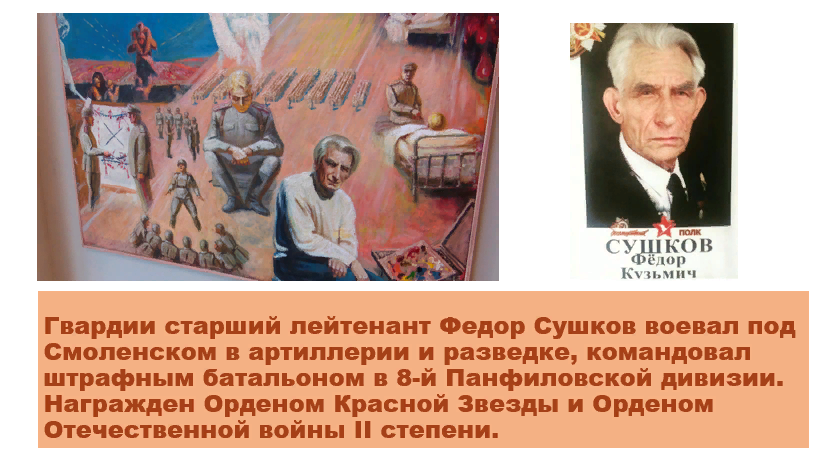 полк
СУШКОВ
Фёдор
Кузьмич
Гвардии старший лейтенант Федор Сушков воевал под
Смоленском в артиллерии и разведке, командовал
штрафным батальоном в 8-й Панфиловской дивизии.
Награжден Орденом Красной Звезды и Орденом
Отечественной войны II степени.